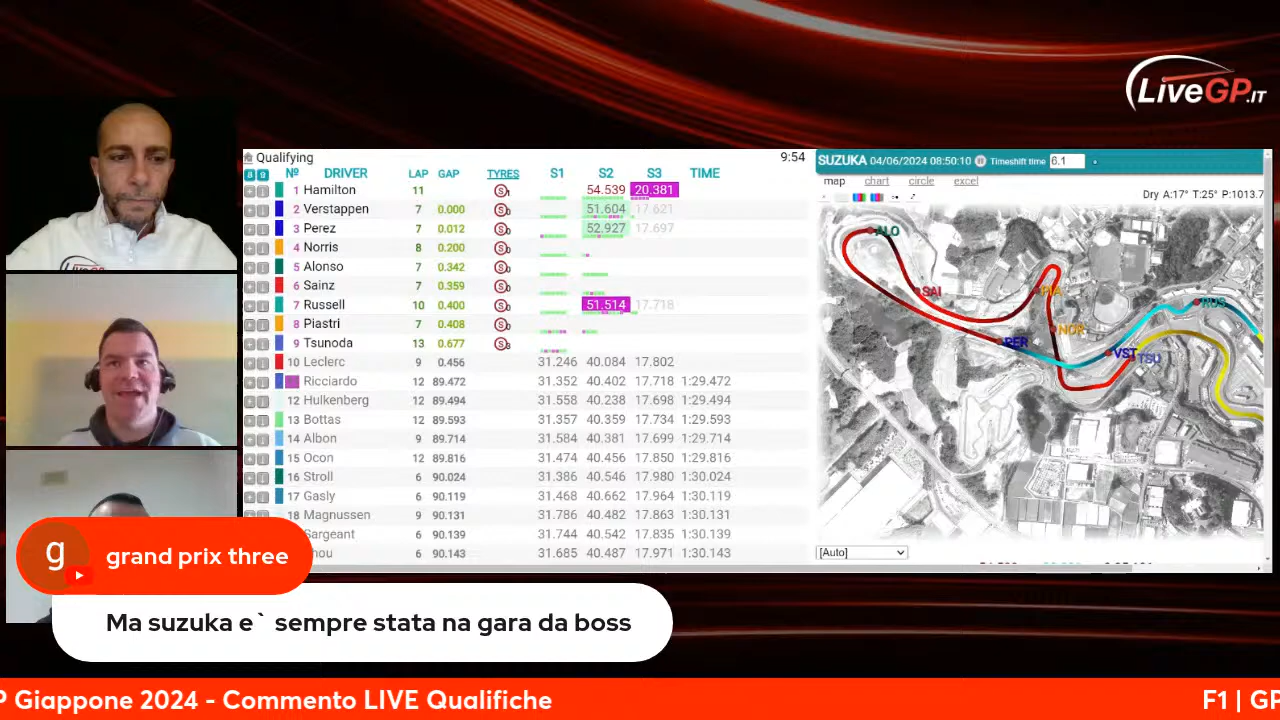 LiveGP.IT
Qualifying 9:54
Nº DRIVER LAP GAP TYRES S1 S2 S3 TIME
1 Hamilton 11 S 54.539 20.381
2 Verstappen 7 0.000 S 51.604 17.621
3 Perez 7 0.012 S 52.927 17.697
4 Norris 8 0.200 S
5 Alonso 7 0.342 S
6 Sainz 7 0.359 S
7 Russell 10 0.400 S 51.514 17.718
8 Piastri 7 0.408 S
9 Tsunoda 13 0.677 S
10 Leclerc 9 0.456 31.246 40.084 17.802
Ricciardo 12 89.472 31.352 40.402 17.718 1:29.472
12 Hulkenberg 12 89.494 31.558 40.238 17.698 1:29.494
13 Bottas 12 89.593 31.357 40.359 17.734 1:29.593
14 Albon 9 89.714 31.584 40.381 17.699 1:29.714
15 Ocon 12 89.816 31.474 40.456 17.850 1:29.816
16 Stroll 6 90.024 31.386 40.546 17.980 1:30.024
17 Gasly 6 90.119 31.468 40.662 17.964 1:30.119
18 Magnussen 9 90.131 31.786 40.482 17.863 1:30.131
Sargeant 6 90.139 31.744 40.542 17.835 1:30.139
hou 6 90.143 31.685 40.487 17.971 1:30.143
SUZUKA 04/06/2024 08:50:10 Timeshift time 6.1
map chart circle excel
Dry A:17° T:25° P:1013.7
ALO
SAI
PIA
RUS
NOR
PER
VST
TSU
[Auto]
g grand prix three
Ma suzuka e` sempre stata na gara da boss
P Giappone 2024 - Commento LIVE Qualifiche F1 | GP